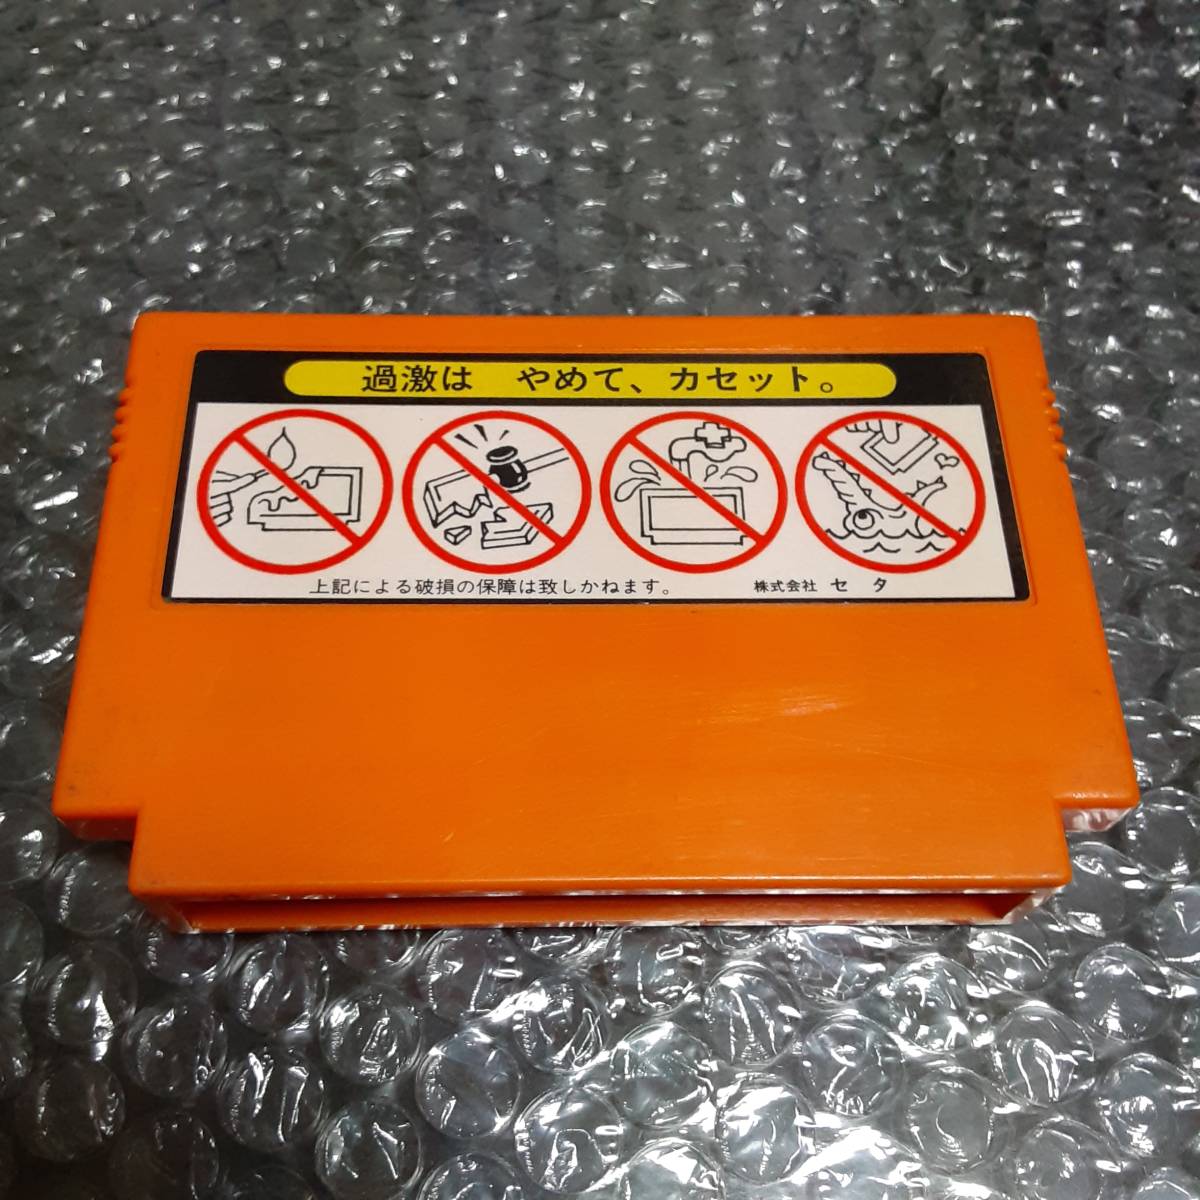 過激は　やめて、カセット。
上記による破損の保障は致しかねます。　株式会社 セ タ